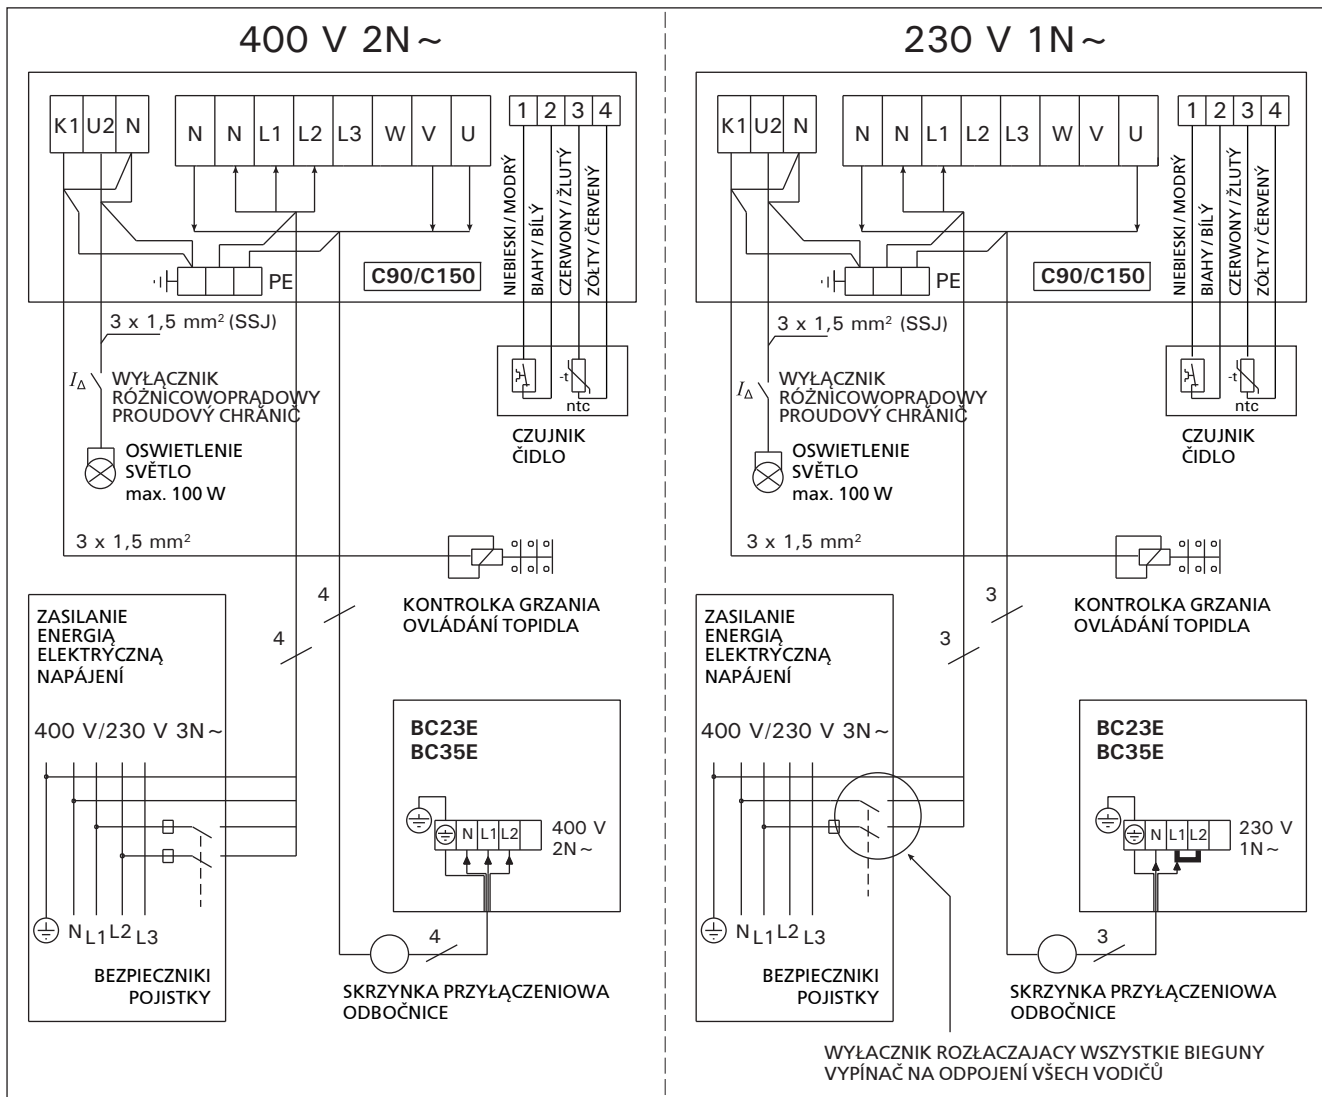 400 V 2N~
K1 U2 N
N N L1 L2 L3 W V U
1 2 3 4
NIEBIESKI / MODRÝ
BIAHY / BÍLÝ
CZERWONY / ŽLUTÝ
ZÓŁTY / ČERVENÝ
PE
C90/C150
3 x 1,5 mm² (SSJ)
IΔ
WYŁĄCZNIK
RÓŻNICOWOPRĄDOWY
PROUDOVÝ CHRÁNIČ
-t
ntc
CZUJNIK
ČIDLO
OSWIETLENIE
SVĚTLO
max. 100 W
3 x 1,5 mm²
KONTROLKA GRZANIA
OVLÁDÁNÍ TOPIDLA
4
4
ZASILANIE
ENERGIĄ
ELEKTRYCZNĄ
NAPÁJENÍ
400 V/230 V 3N~
N L1 L2 L3
BEZPIECZNIKI
POJISTKY
BC23E
BC35E
N L1 L2
400 V
2N~
4
SKRZYNKA PRZYŁĄCZENIOWA
ODBOČNICE
230 V 1N~
K1 U2 N
N N L1 L2 L3 W V U
1 2 3 4
NIEBIESKI / MODRÝ
BIAHY / BÍLÝ
CZERWONY / ŽLUTÝ
ZÓŁTY / ČERVENÝ
PE
C90/C150
3 x 1,5 mm² (SSJ)
IΔ
WYŁĄCZNIK
RÓŻNICOWOPRĄDOWY
PROUDOVÝ CHRÁNIČ
-t
ntc
CZUJNIK
ČIDLO
OSWIETLENIE
SVĚTLO
max. 100 W
3 x 1,5 mm²
KONTROLKA GRZANIA
OVLÁDÁNÍ TOPIDLA
3
3
ZASILANIE
ENERGIĄ
ELEKTRYCZNĄ
NAPÁJENÍ
400 V/230 V 3N~
N L1 L2 L3
BEZPIECZNIKI
POJISTKY
BC23E
BC35E
N L1 L2
230 V
1N~
3
SKRZYNKA PRZYŁĄCZENIOWA
ODBOČNICE
WYŁACZNIK ROZŁACZAJACY WSZYSTKIE BIEGUNY
VYPÍNAČ NA ODPOJENÍ VŠECH VODIČŮ